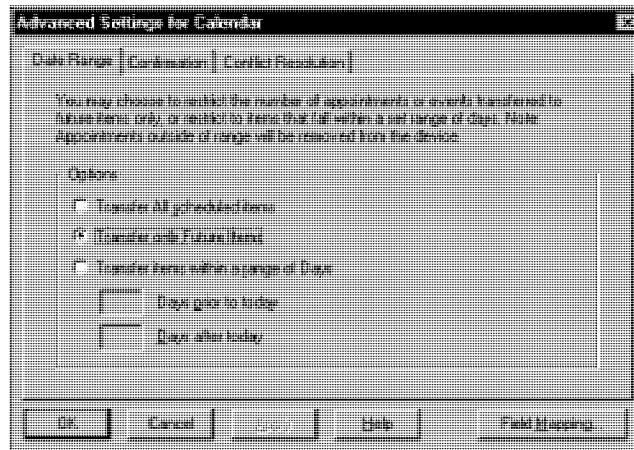 Advanced Settings for Calendar
Date Range Confirmation Conflict Resolution
You may choose to restrict the number of appointments or events transferred to
future items only, or restrict to items that fall within a set range of days. Note:
Appointments outside of range will be removed from the device.
Options
Transfer All scheduled items
Transfer only Future Items
Transfer items within a range of Days
Days prior to today
Days after today
OK Cancel Apply Help Field Mapping...